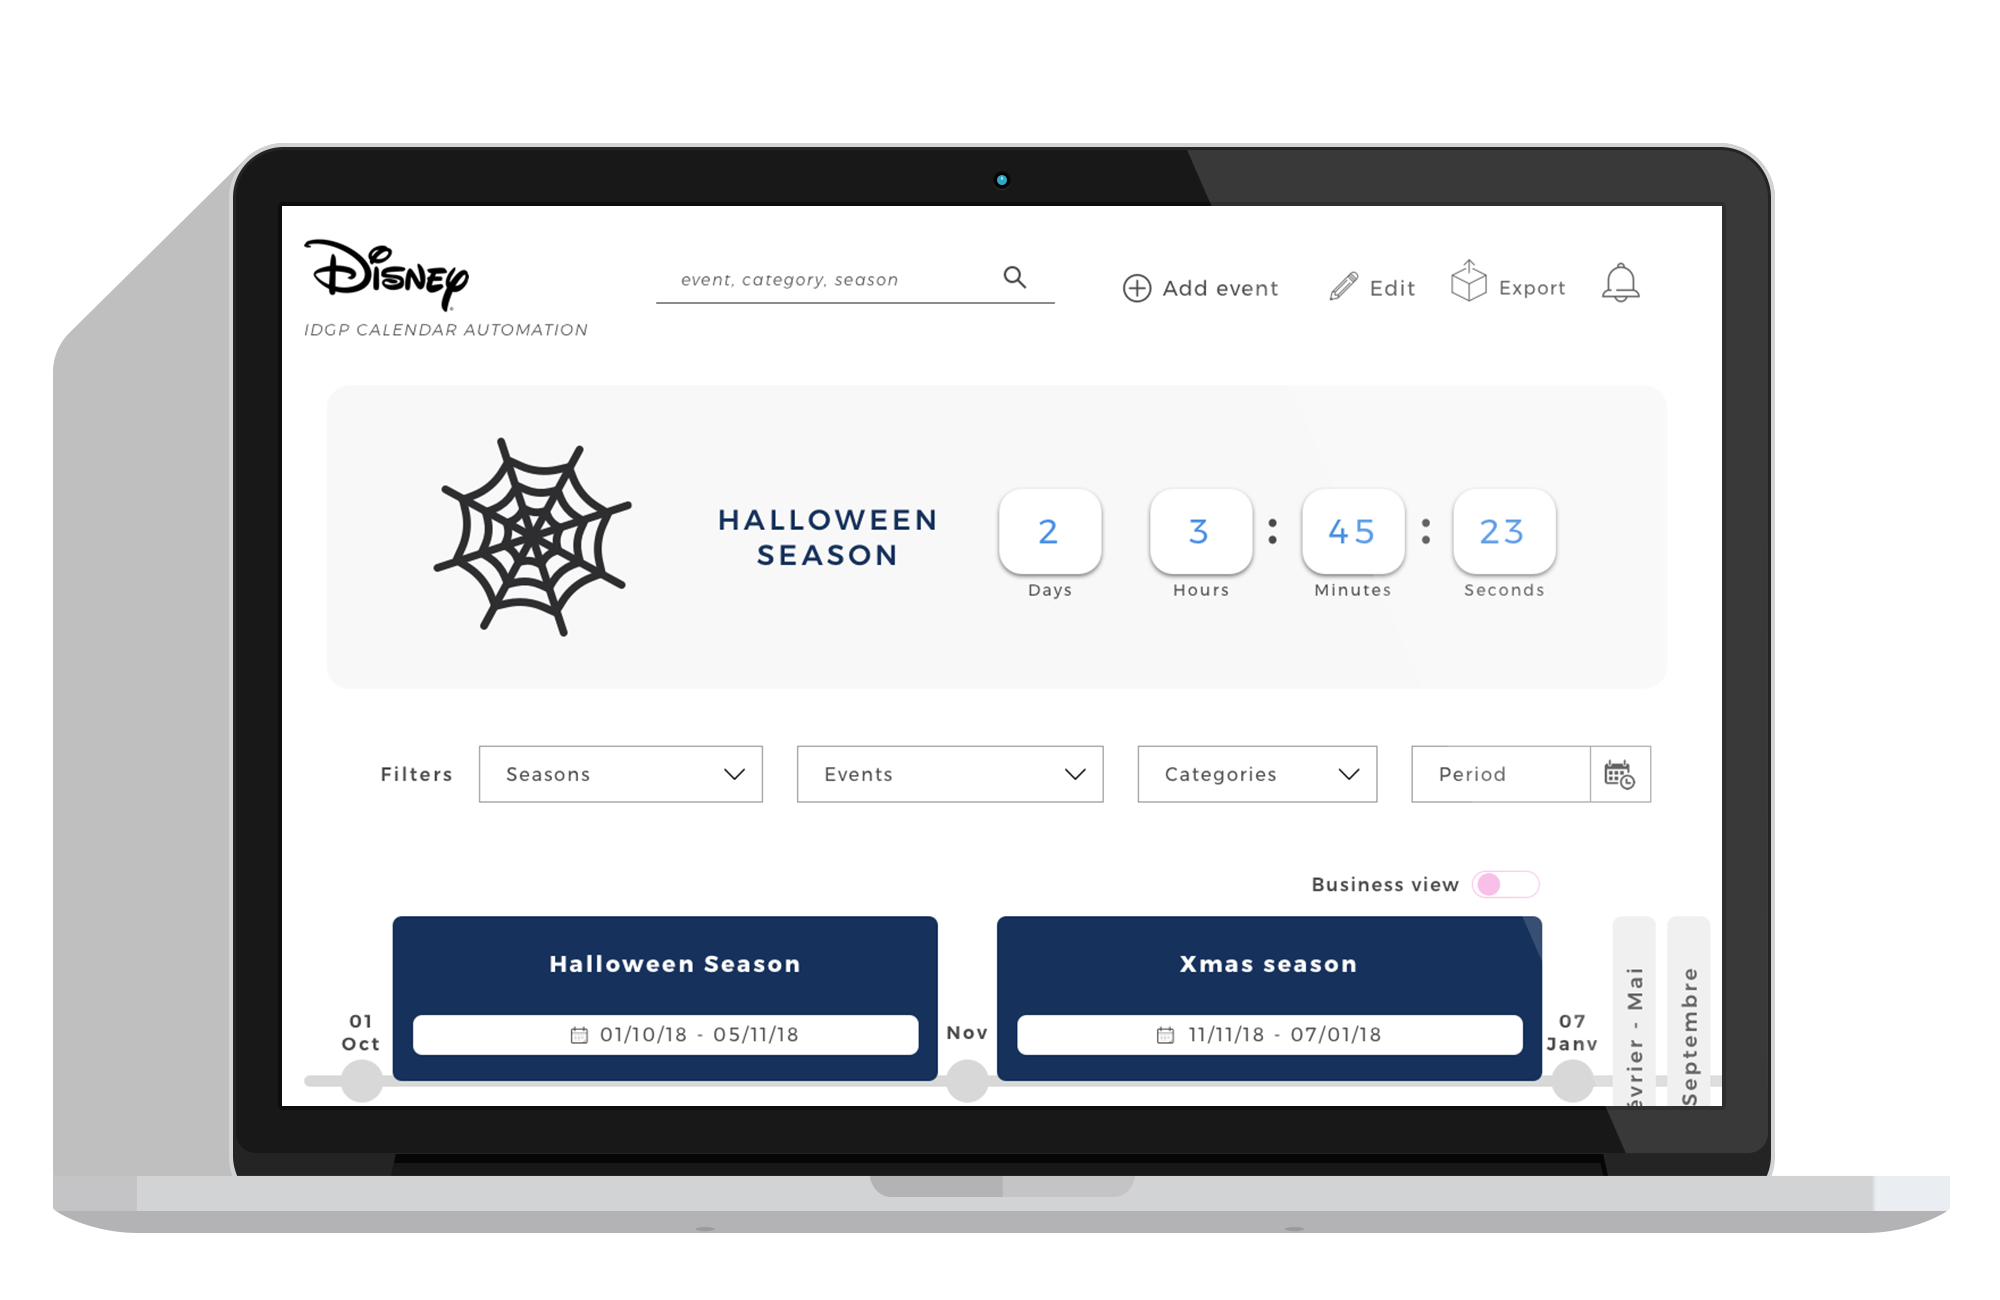 Disney
IDGP CALENDAR AUTOMATION
event, category, season
Add event
Edit
Export
HALLOWEEN
SEASON
2
3
:
45
:
23
Days
Hours
Minutes
Seconds
Filters
Seasons
Events
Categories
Period
Business view
Halloween Season
01/10/18 - 05/11/18
Xmas season
11/11/18 - 07/01/18
01
Oct
Nov
07
Janv
évrier - Mai
Septembre